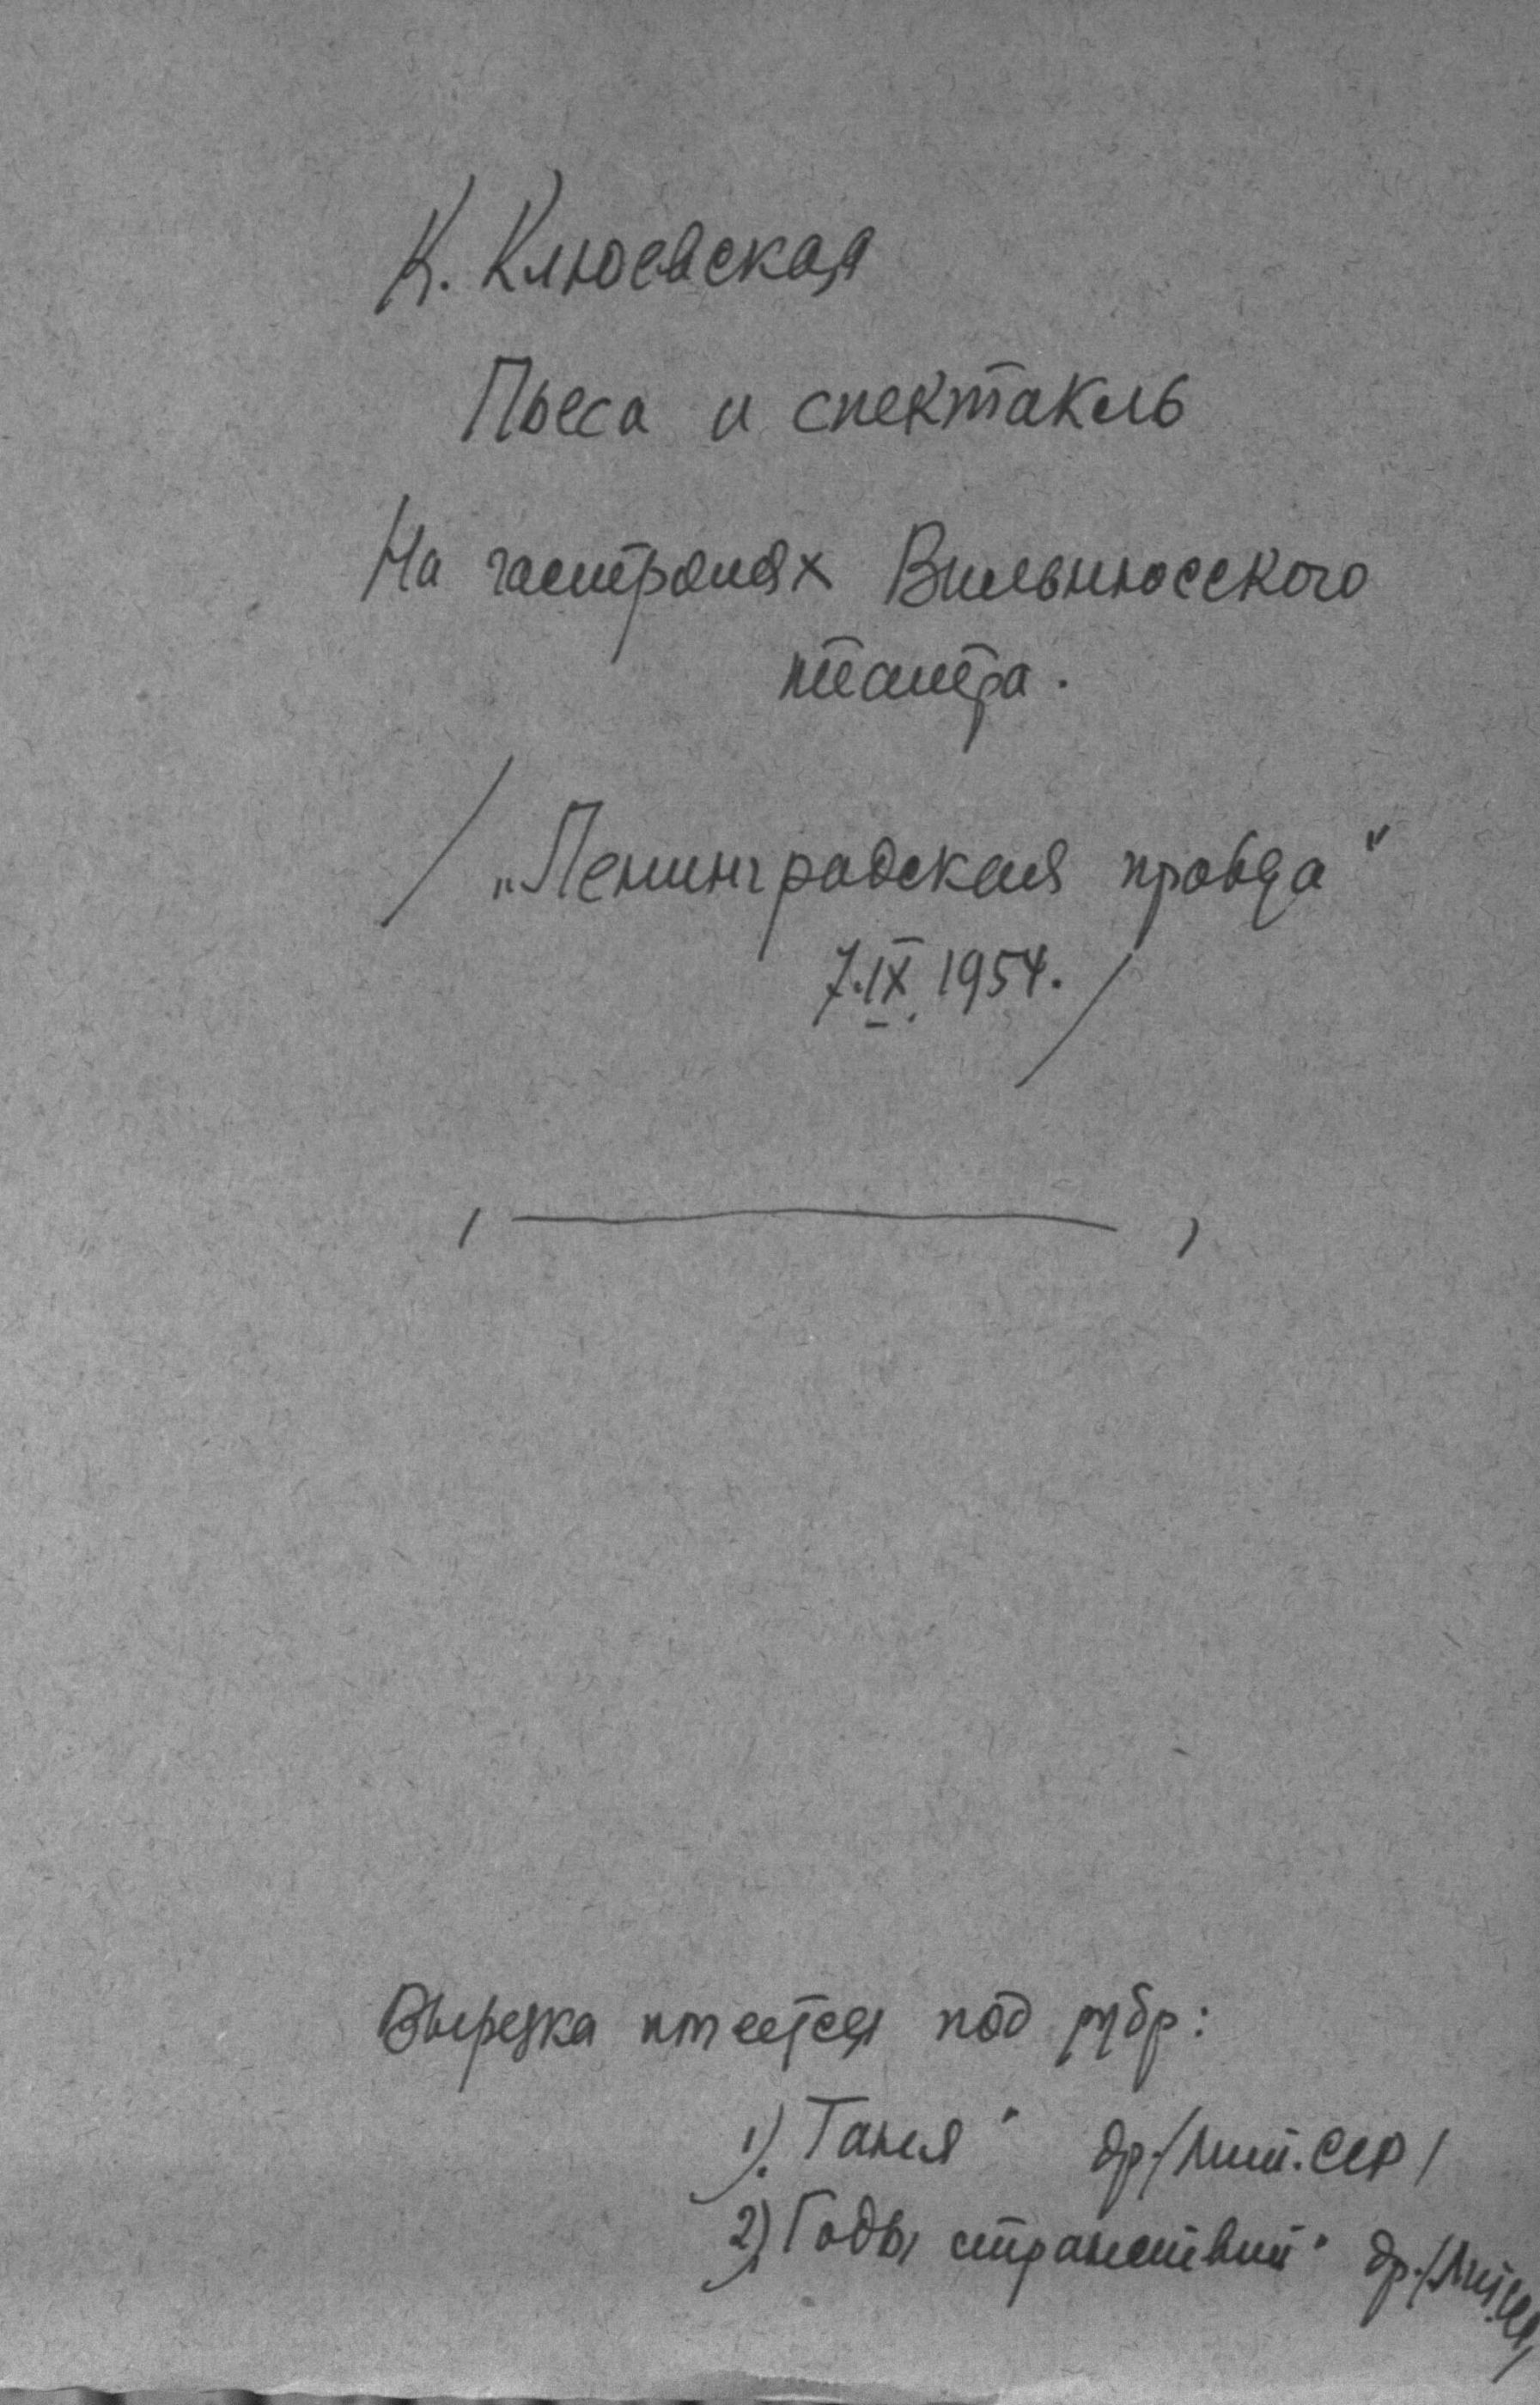 К. Клюевская
Пьеса и спектакль
На гастролях Вильнюсского
театра.
/ „Ленинградская правда"
7.IX. 1954. /
Вырезка имеется под рубр:
1) „Таня" др./Лит.ССР/
2) „Годы странствий" др./Лит.ССР/